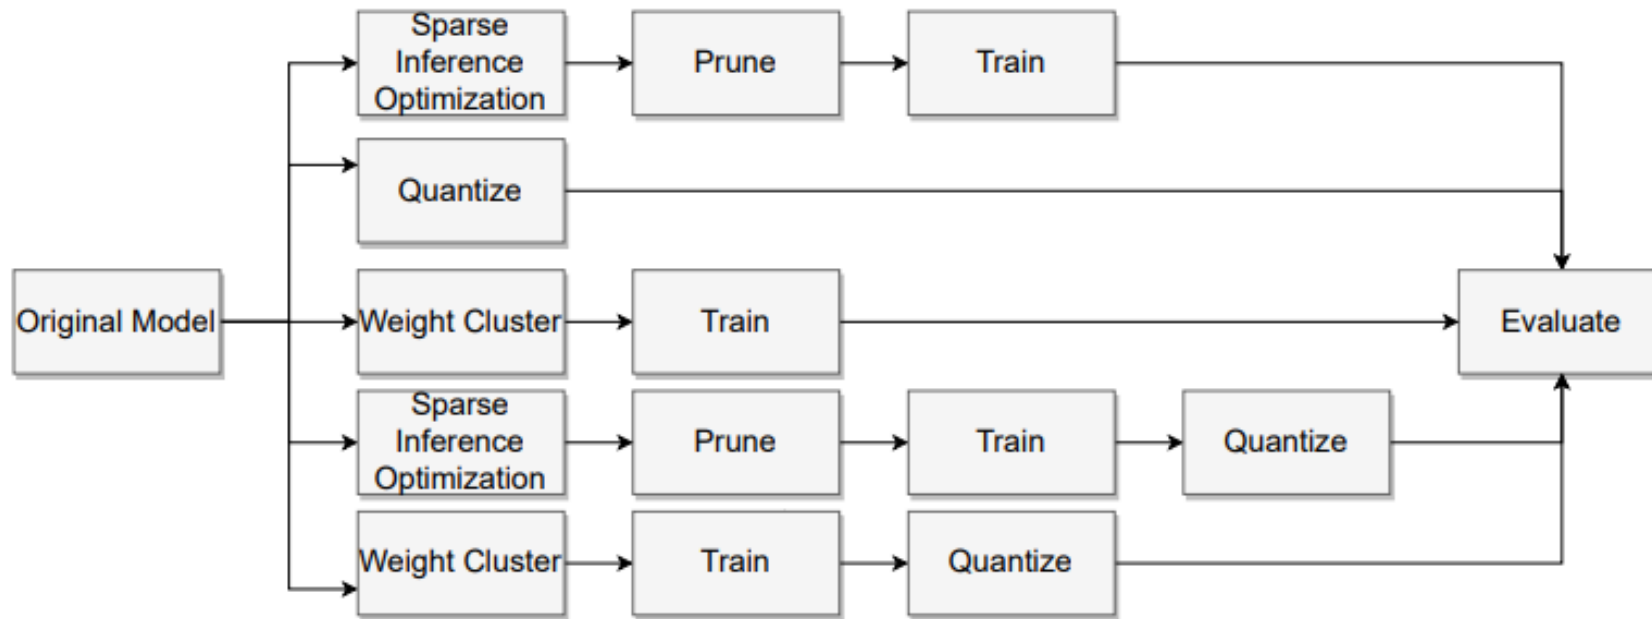 Sparse
Inference
Optimization
Prune
Train
Quantize
Original Model
Weight Cluster
Train
Evaluate
Sparse
Inference
Optimization
Prune
Train
Quantize
Weight Cluster
Train
Quantize